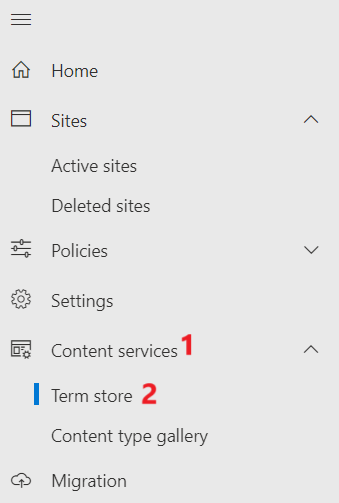 Home
Sites
Active sites
Deleted sites
Policies
Settings
Content services 1
Term store 2
Content type gallery
Migration